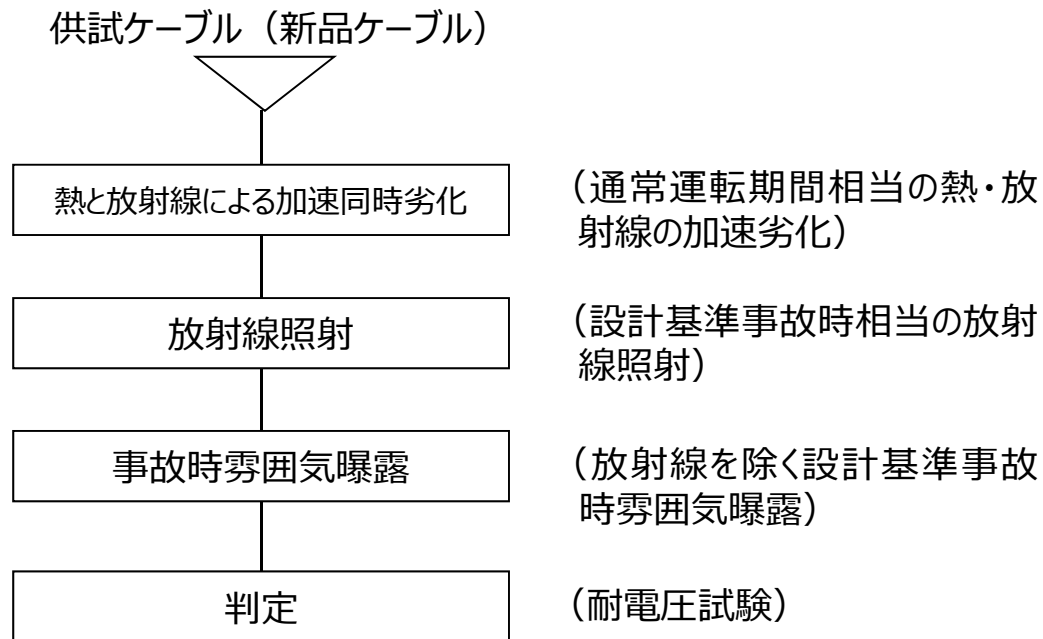 供試ケーブル（新品ケーブル）
熱と放射線による加速同時劣化
（通常運転期間相当の熱・放
射線の加速劣化）
放射線照射
（設計基準事故時相当の放射
線照射）
事故時雰囲気曝露
（放射線を除く設計基準事故
時雰囲気曝露）
判定
（耐電圧試験）